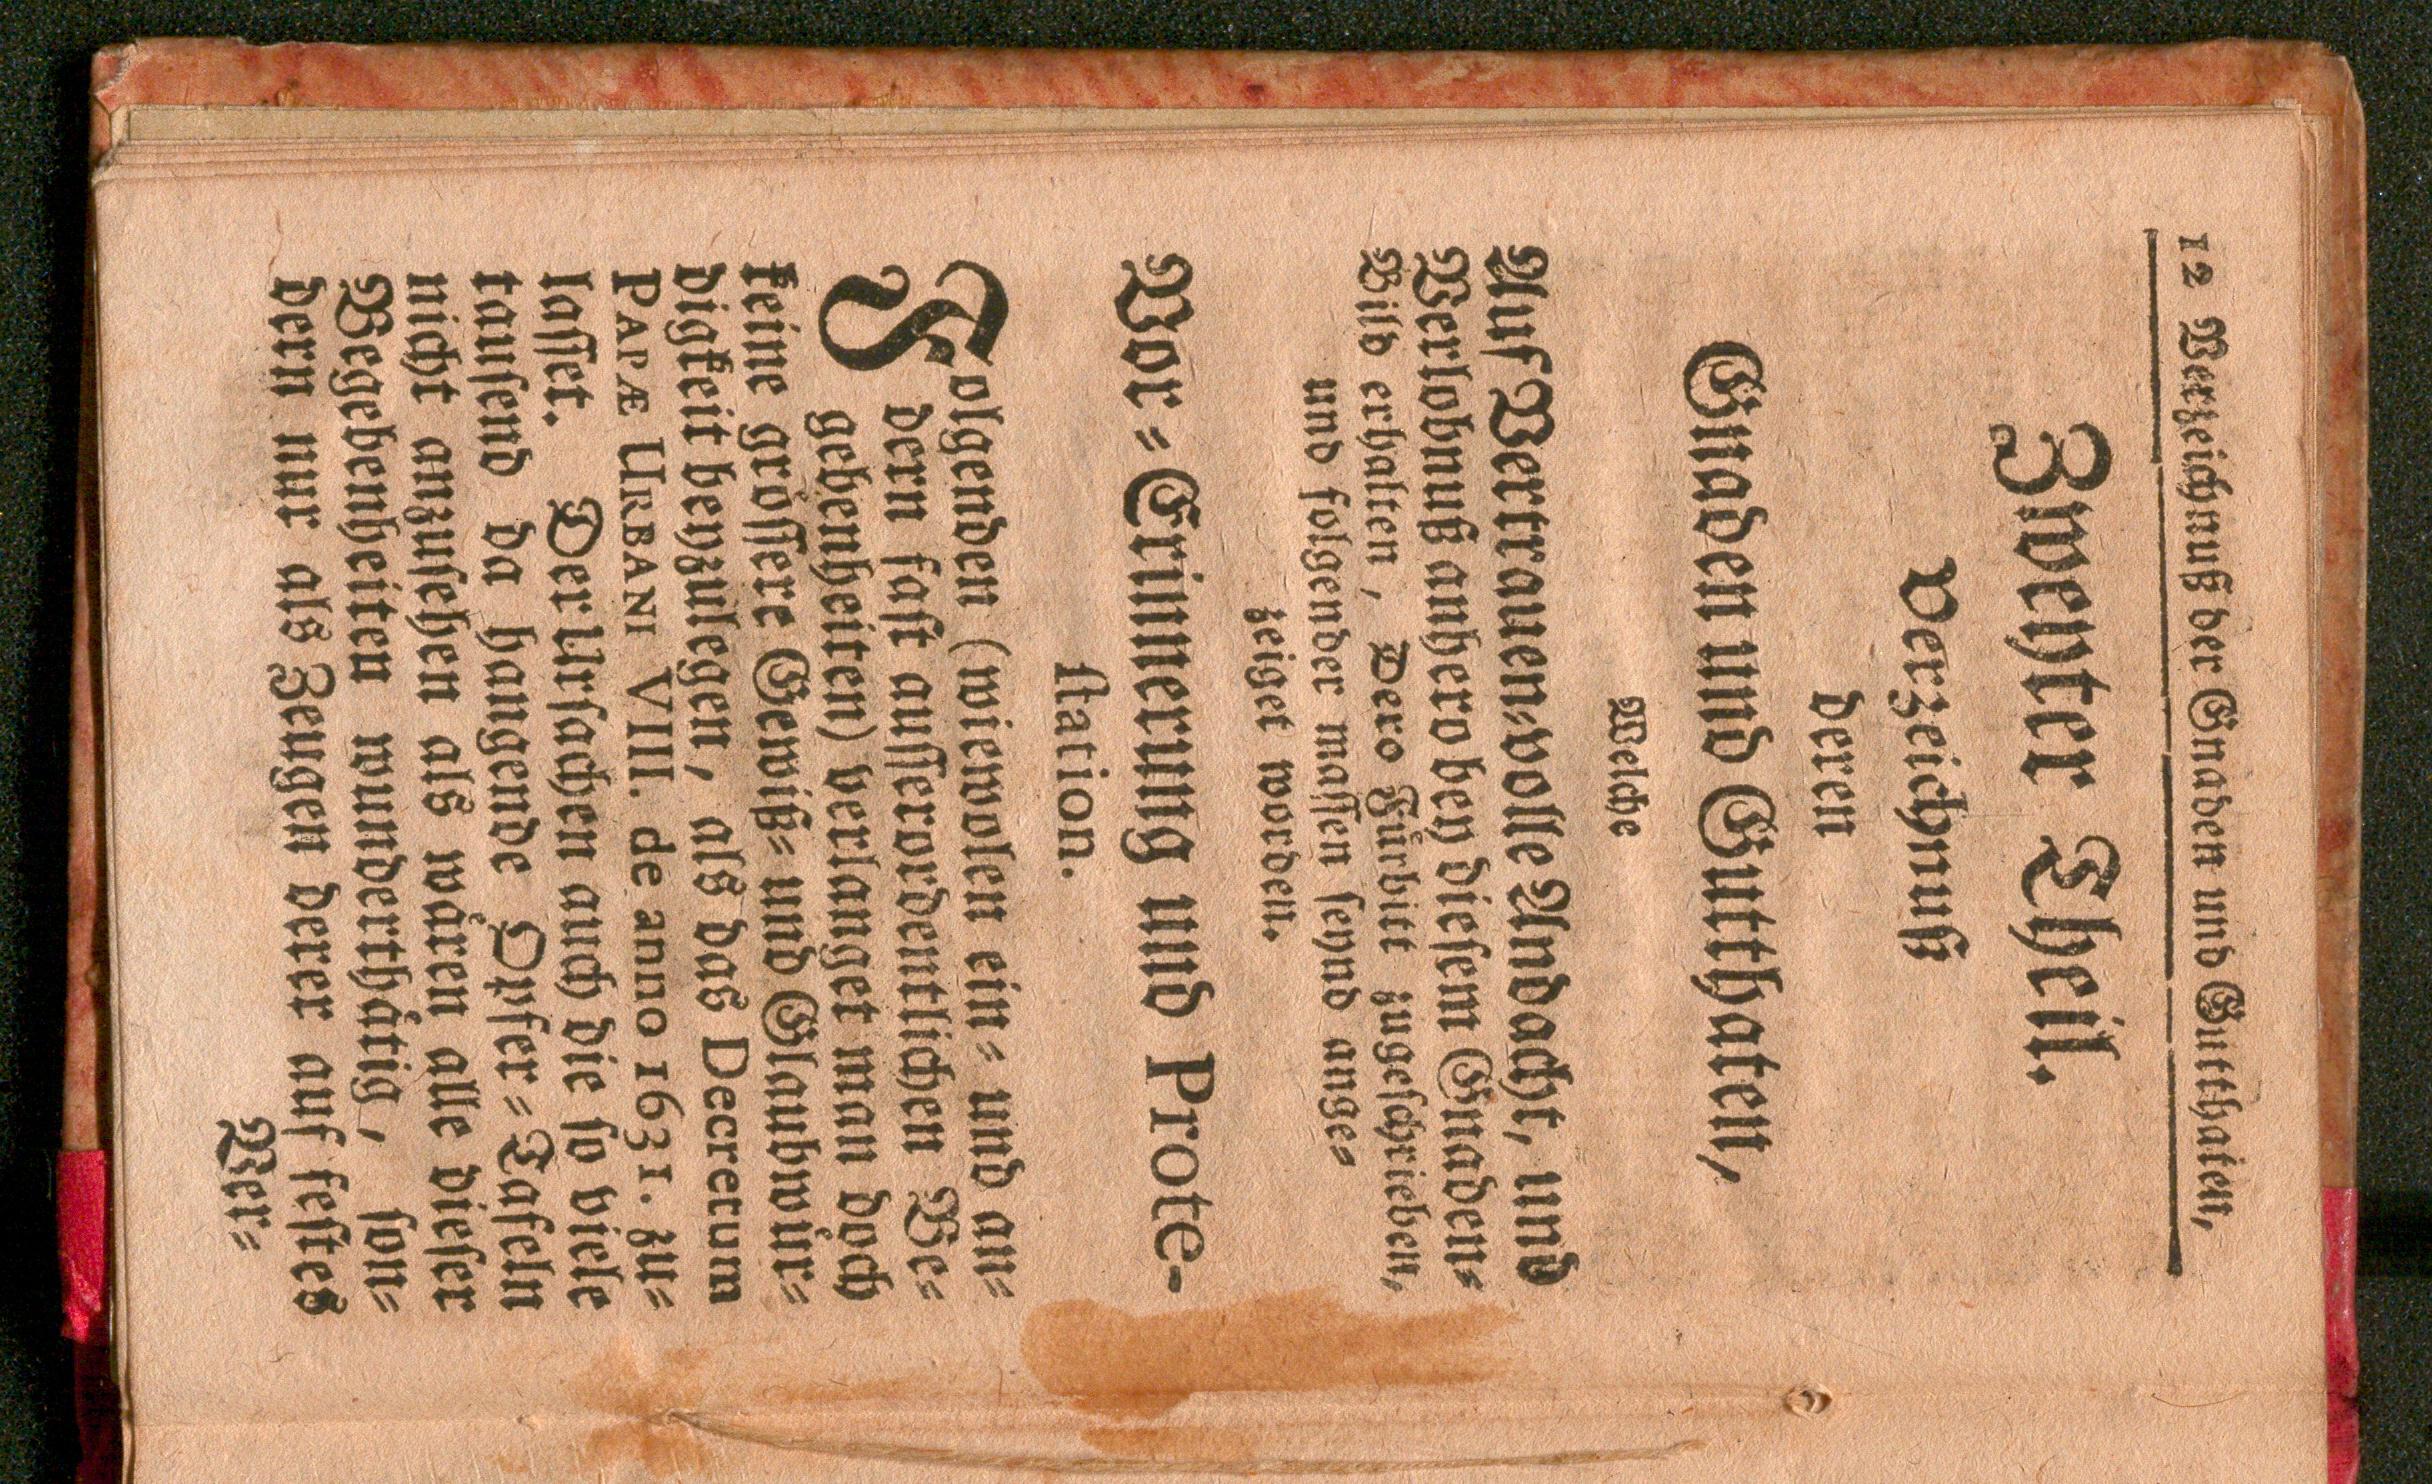 12 Verzeichnuß der Gnaden und Gutthaten,
Zweyter Theil.
Verzeichnuß
deren
Gnaden und Gutthaten,
Welche
Auf Vertrauen-volle Andacht, und
Verlobnuß anhero bey diesem Gnaden-
Bild erhalten, Dero Fürbitt zugeschrieben,
und folgender massen seynd ange-
zeiget worden.
Vor-Erinnerung und Prote-
station.
Folgenden (wiewolen ein- und an-
dern fast ausserordentlichen Be-
gebenheiten) verlanget man doch
keine grössere Gewiß- und Glaubwür-
digkeit beyzulegen, als das Decretum
PAPÆ URBANI VIII. de anno 1631. zu-
lasset. Der Ursachen auch die so viele
tausend da hangende Opfer-Tafeln
nicht anzusehen als wären alle dieser
Begebenheiten wunderthätig, son-
dern nur als Zeugen derer auf festes
Ver-